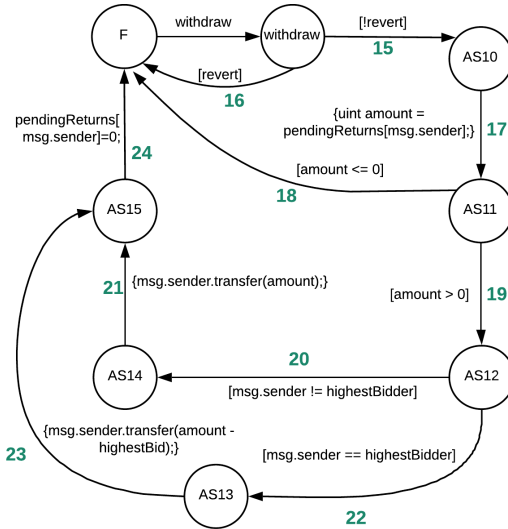 withdraw
[!revert]
15
F
withdraw
[revert]
16
AS10
{uint amount =
pendingReturns[msg.sender];}
17
pendingReturns[
msg.sender]=0;
24
[amount <= 0]
18
AS15
AS11
21
{msg.sender.transfer(amount);}
[amount > 0]
19
20
AS14
AS12
[msg.sender != highestBidder]
{msg.sender.transfer(amount -
highestBid);}
23
[msg.sender == highestBidder]
AS13
22